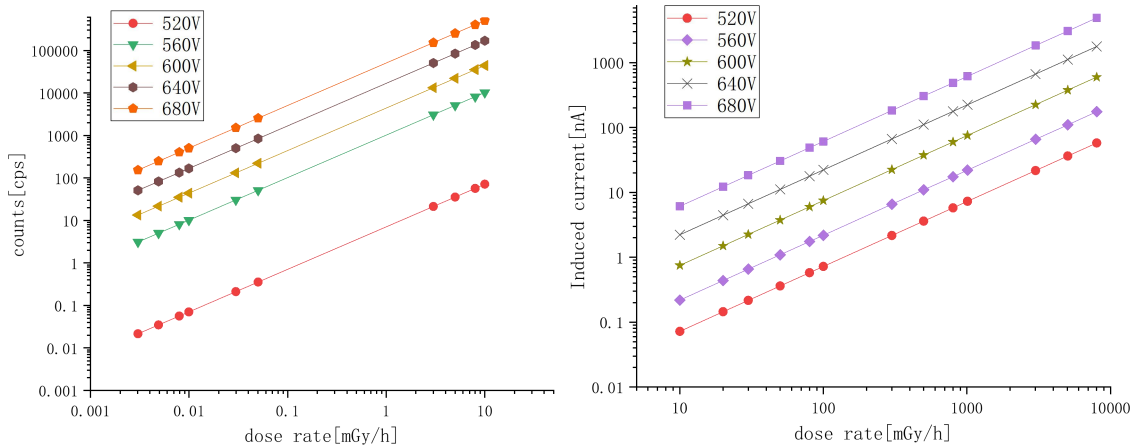 520V
560V
600V
640V
680V
100000
10000
1000
100
10
1
0.1
0.01
0.001
counts[cps]
0.001
0.01
0.1
1
10
dose rate[mGy/h]
520V
560V
600V
640V
680V
1000
100
10
1
0.1
0.01
Induced current[nA]
10
100
1000
10000
dose rate[mGy/h]